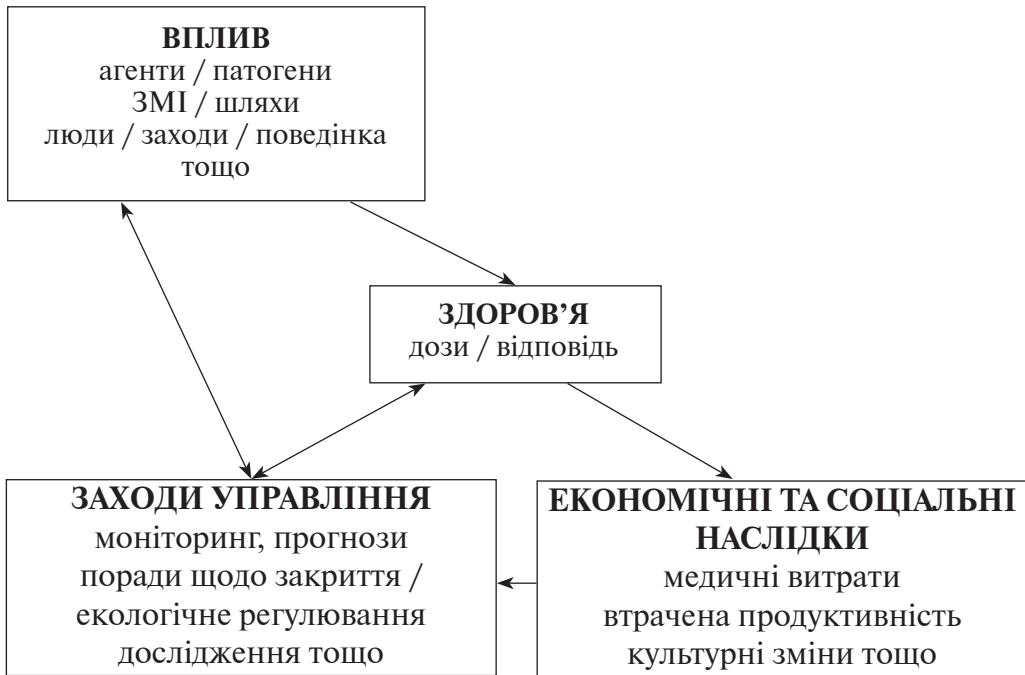 ВПЛИВ
агенти / патогени
ЗМІ / шляхи
люди / заходи / поведінка
тощо
ЗДОРОВ’Я
дози / відповідь
ЗАХОДИ УПРАВЛІННЯ
моніторинг, прогнози
поради щодо закриття /
екологічне регулювання
дослідження тощо
ЕКОНОМІЧНІ ТА СОЦІАЛЬНІ
НАСЛІДКИ
медичні витрати
втрачена продуктивність
культурні зміни тощо